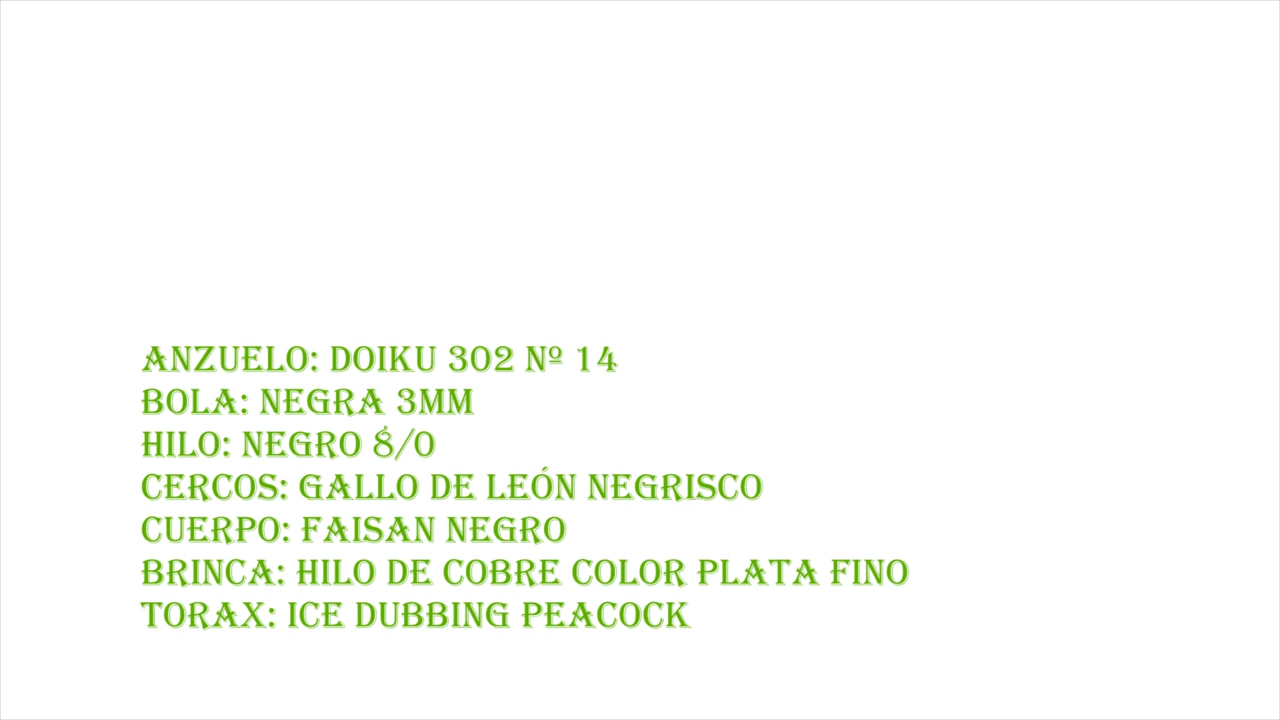 ANZUELO: DOIKU 302 Nº 14
BOLA: NEGRA 3MM
HILO: NEGRO 8/0
CERCOS: GALLO DE LEÓN NEGRISCO
CUERPO: FAISAN NEGRO
BRINCA: HILO DE COBRE COLOR PLATA FINO
TORAX: ICE DUBBING PEACOCK